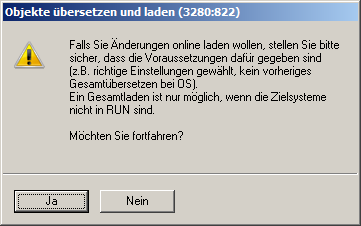 Objekte übersetzen und laden (3280:822)
Falls Sie Änderungen online laden wollen, stellen Sie bitte
sicher, dass die Voraussetzungen dafür gegeben sind
(z.B. richtige Einstellungen gewählt, kein vorheriges
Gesamtübersetzen bei OS).
Ein Gesamtladen ist nur möglich, wenn die Zielsysteme
nicht in RUN sind.
Möchten Sie fortfahren?
Ja
Nein